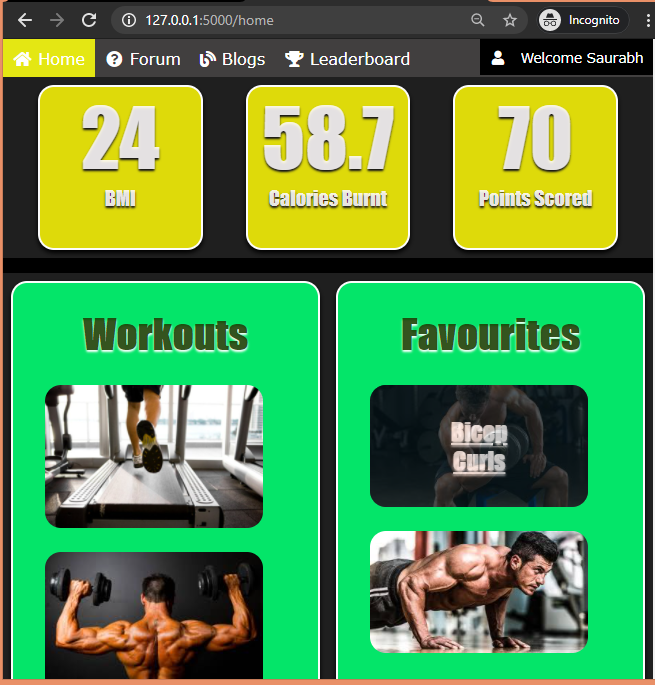 127.0.0.1:5000/home
Incognito
Home Forum Blogs Leaderboard Welcome Saurabh
24
BMI
58.7
Calories Burnt
70
Points Scored
Workouts
Favourites
Bicep
Curls